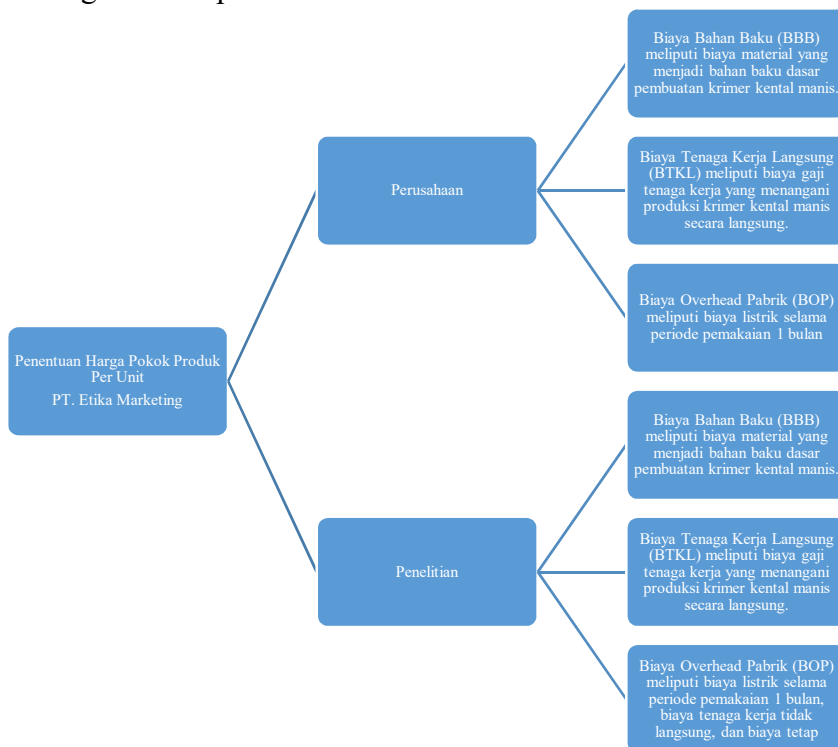 Biaya Bahan Baku (BBB)
meliputi biaya material yang
menjadi bahan baku dasar
pembuatan krimer kental manis.
Perusahaan
Biaya Tenaga Kerja Langsung
(BTKL) meliputi biaya gaji
tenaga kerja yang menangani
produksi krimer kental manis
secara langsung.
Biaya Overhead Pabrik (BOP)
meliputi biaya listrik selama
periode pemakaian 1 bulan
Penentuan Harga Pokok Produk
Per Unit
PT. Etika Marketing
Biaya Bahan Baku (BBB)
meliputi biaya material yang
menjadi bahan baku dasar
pembuatan krimer kental manis.
Penelitian
Biaya Tenaga Kerja Langsung
(BTKL) meliputi biaya gaji
tenaga kerja yang menangani
produksi krimer kental manis
secara langsung.
Biaya Overhead Pabrik (BOP)
meliputi biaya listrik selama
periode pemakaian 1 bulan,
biaya tenaga kerja tidak
langsung, dan biaya tetap